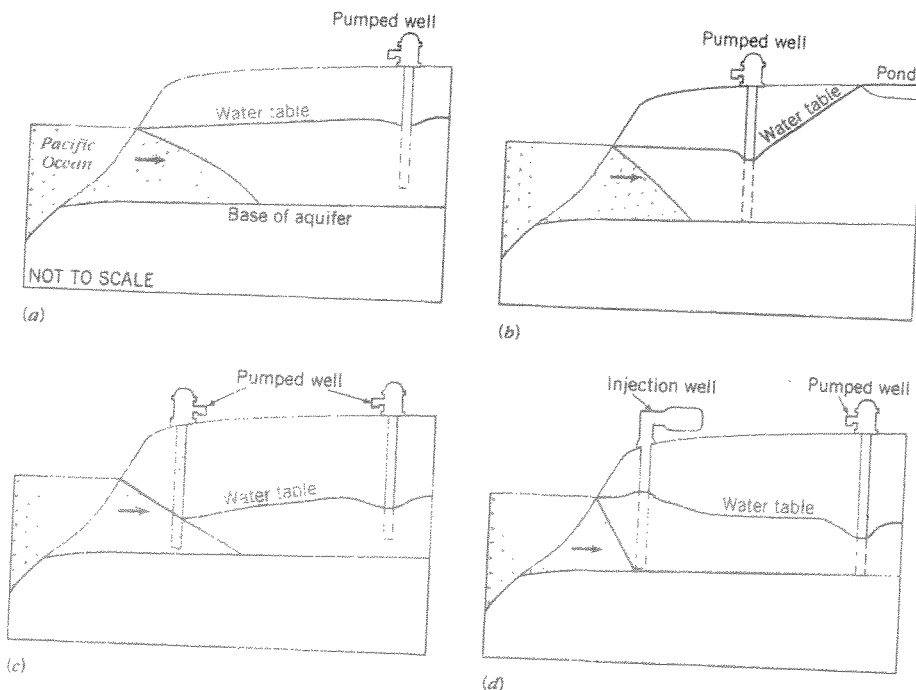 Pumped well
Water table
Pacific
Ocean
Base of aquifer
NOT TO SCALE
(a)
Pumped well
Pond
Water table
(b)
Pumped well
Water table
(c)
Injection well
Pumped well
Water table
(d)